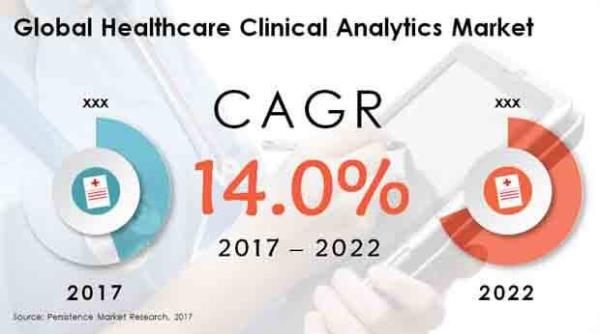 Global Healthcare Clinical Analytics Market
xxx
CAGR
xxx
14.0%
2017 – 2022
2017
2022
Source: Persistence Market Research, 2017